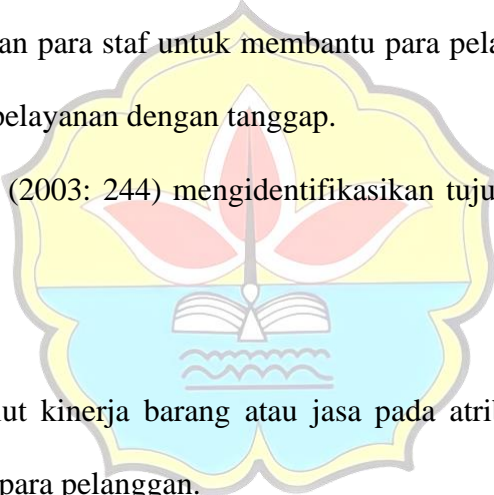 an para staf untuk membantu para pela
pelayanan dengan tanggap.
(2003: 244) mengidentifikasikan tuju
ut kinerja barang atau jasa pada atrib
para pelanggan.